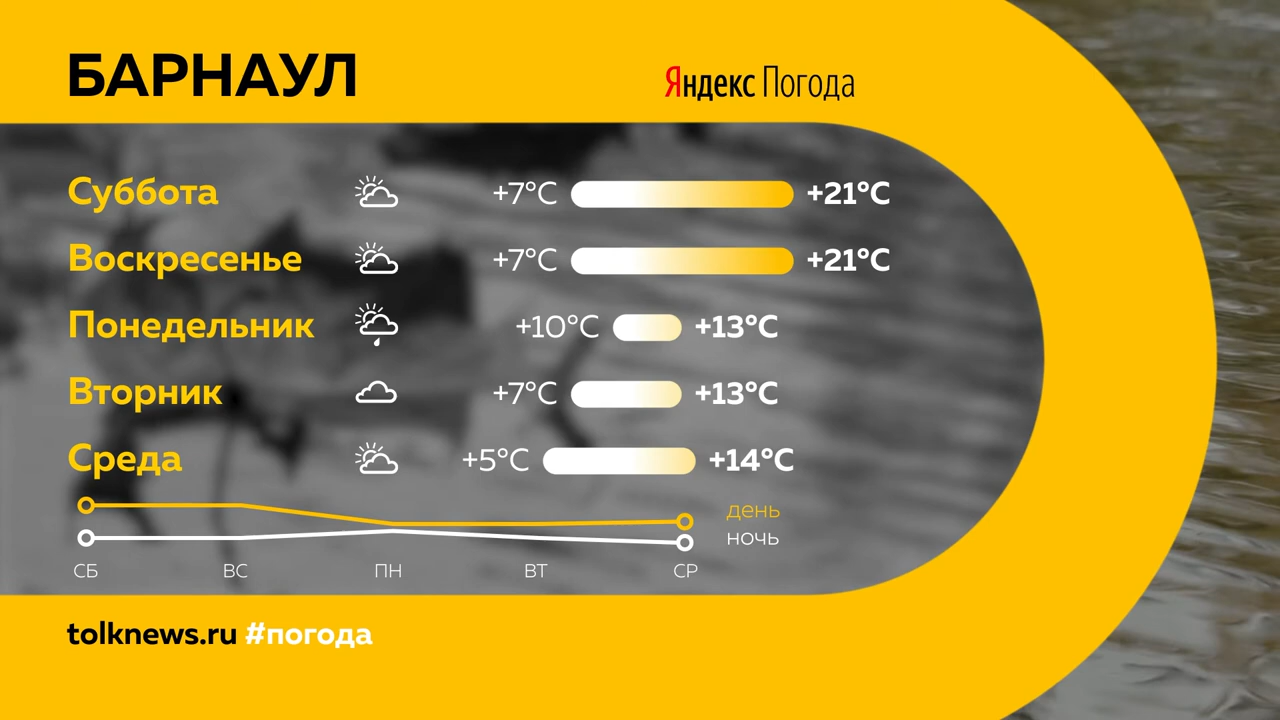 БАРНАУЛ
Яндекс Погода
Суббота +7°C +21°C
Воскресенье +7°C +21°C
Понедельник +10°C +13°C
Вторник +7°C +13°C
Среда +5°C +14°C
день
ночь
СБ ВС ПН ВТ СР
tolknews.ru #погода